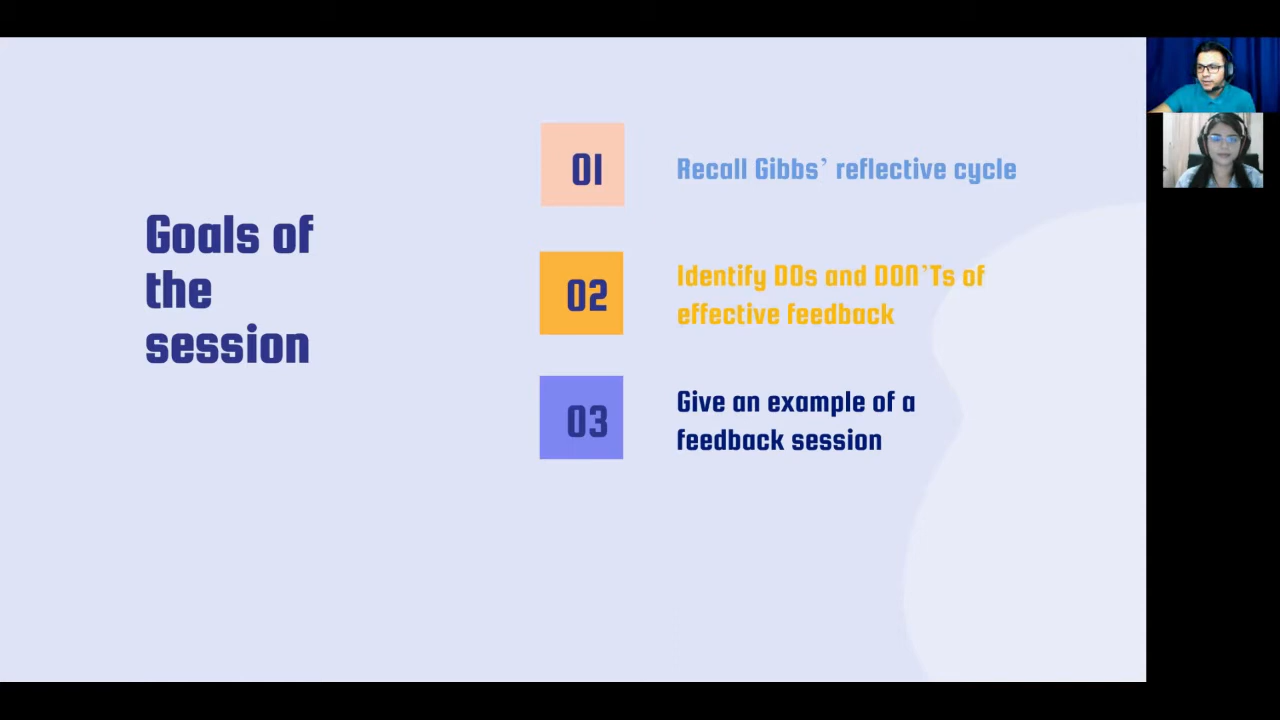 Goals of
the
session
01
Recall Gibbs’ reflective cycle
02
Identify DOs and DON’Ts of
effective feedback
03
Give an example of a
feedback session